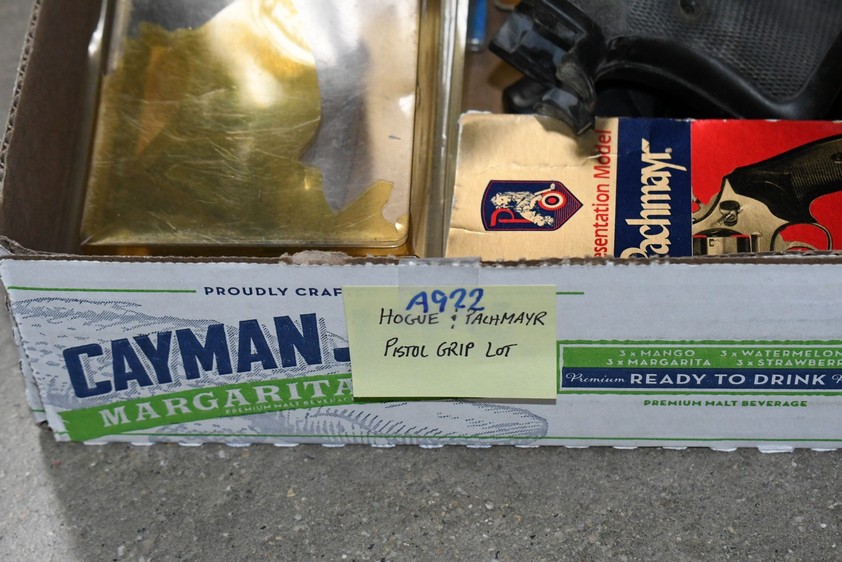 esentation Model
Pachmayr
P
PROUDLY CRAF
CAYMAN J
MARGARITA
PREMIUM MALT BEVERAGE
A922
HOGUE & PACHMAYR
PISTOL GRIP LOT
3 x MANGO 3 x WATERMELON
3 x MARGARITA 3 x STRAWBERR
Premium READY TO DRINK
PREMIUM MALT BEVERAGE